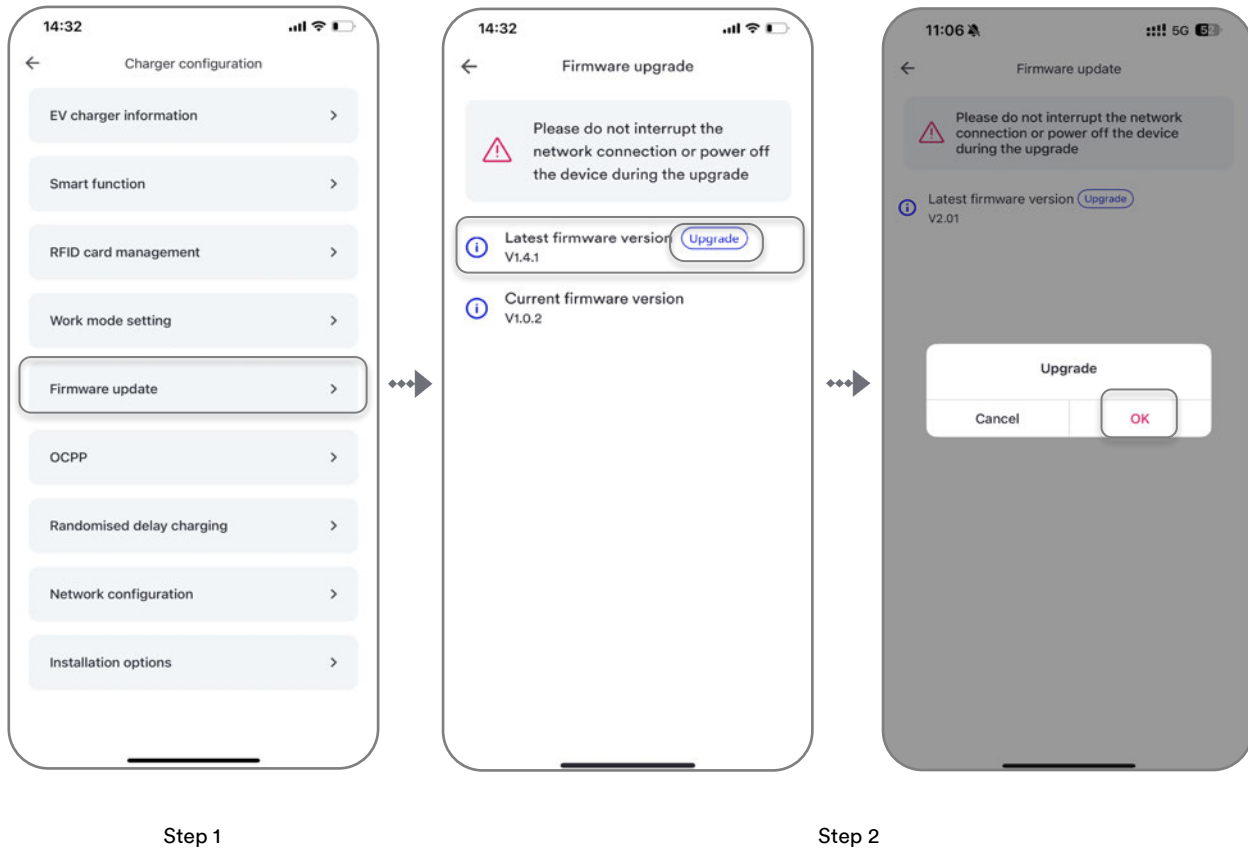 14:32
Charger configuration
EV charger information
Smart function
RFID card management
Work mode setting
Firmware update
OCPP
Randomised delay charging
Network configuration
Installation options
14:32
Firmware upgrade
Please do not interrupt the
network connection or power off
the device during the upgrade
Latest firmware version Upgrade
V1.4.1
Current firmware version
V1.0.2
11:06 5G
Firmware update
Please do not interrupt the network
connection or power off the device
during the upgrade
Latest firmware version Upgrade
V2.01
Upgrade
Cancel OK
Step 1
Step 2